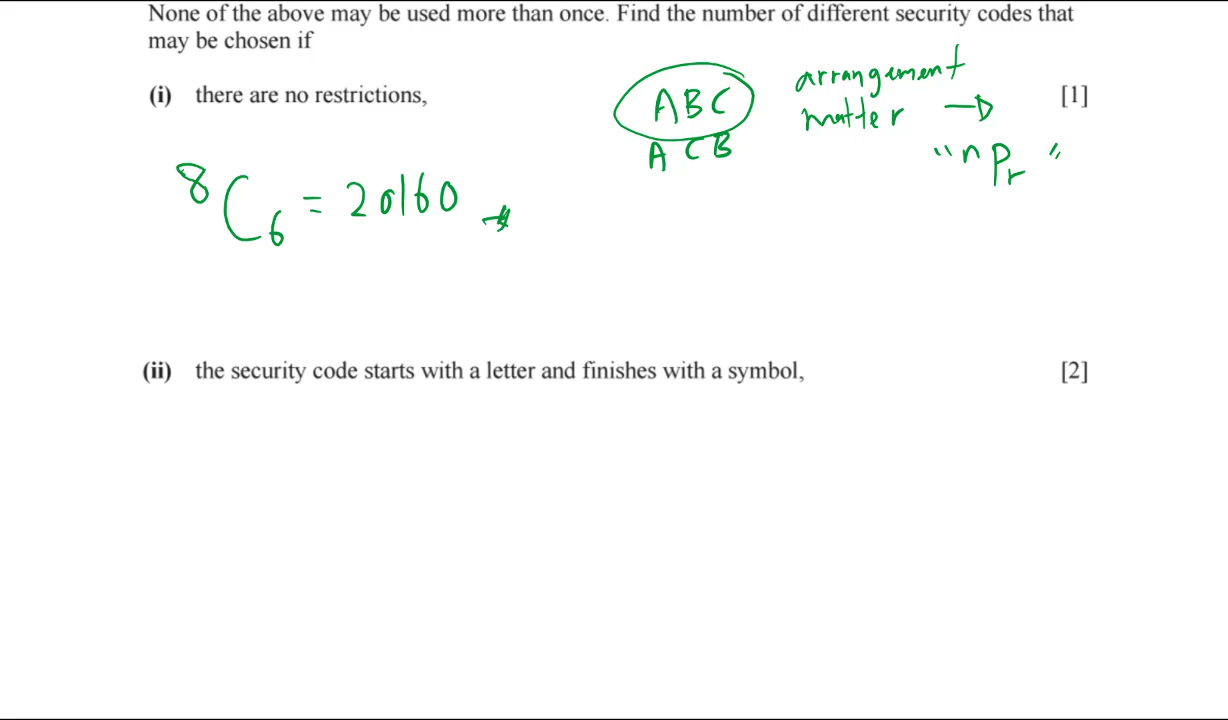 None of the above may be used more than once. Find the number of different security codes that
may be chosen if
(i) there are no restrictions, [1]
ABC
ACB
arrangement
matter →
"nPr"
8C6 = 20160
(ii) the security code starts with a letter and finishes with a symbol, [2]